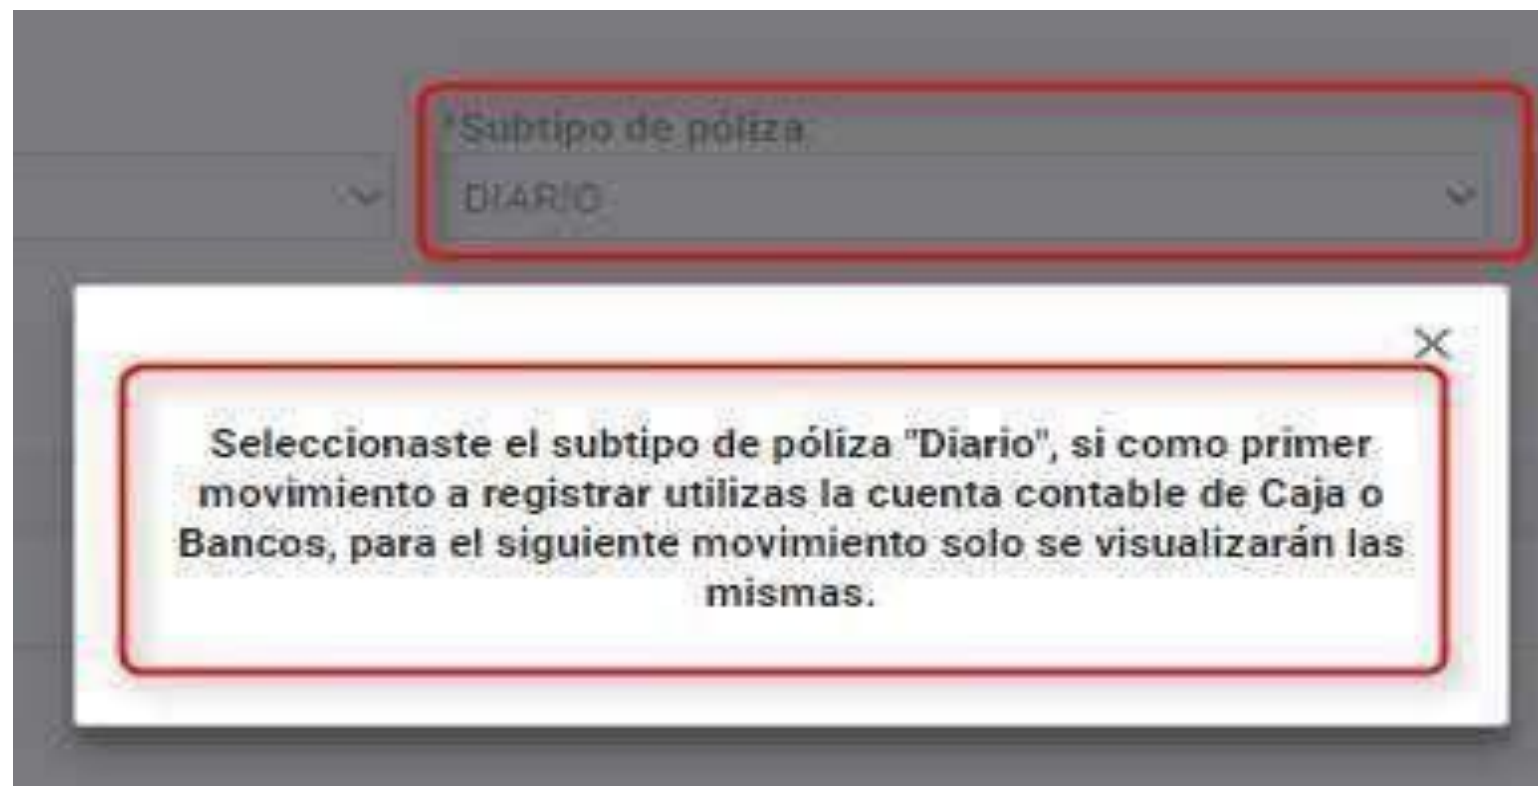 *Subtipo de póliza
DIARIO
Seleccionaste el subtipo de póliza "Diario", si como primer
movimiento a registrar utilizas la cuenta contable de Caja o
Bancos, para el siguiente movimiento solo se visualizarán las
mismas.